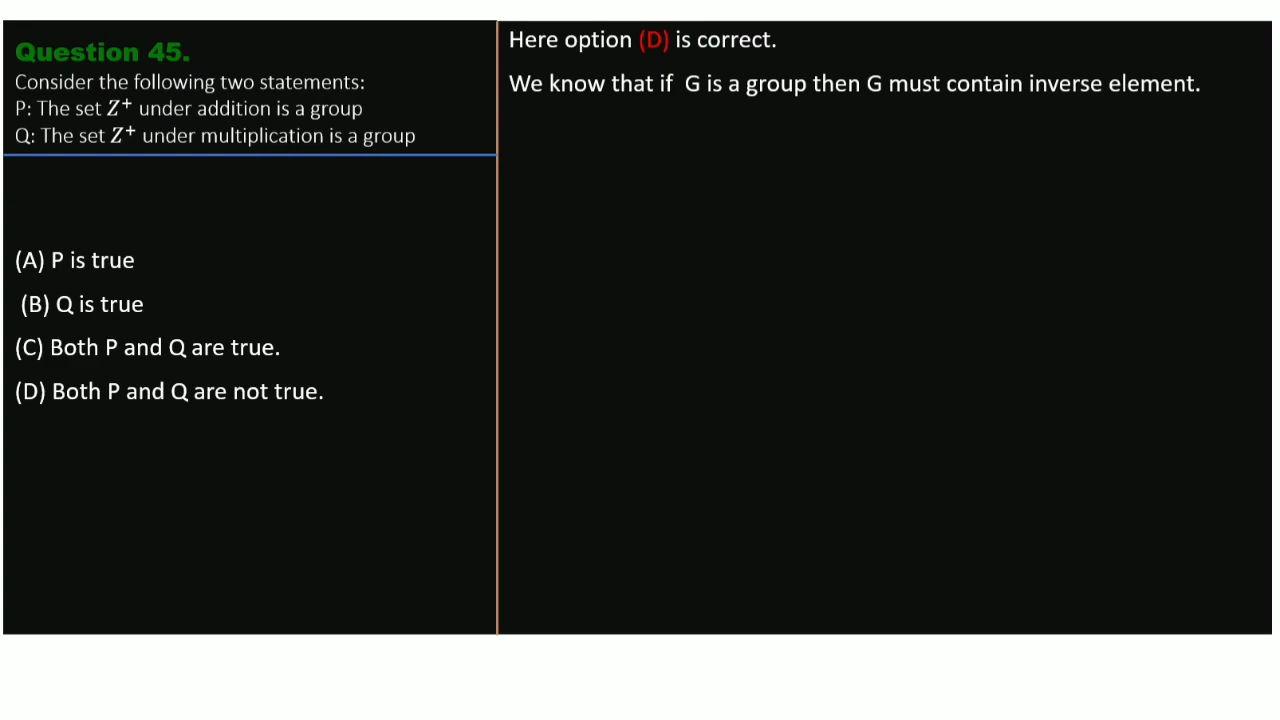 Question 45.
Consider the following two statements:
P: The set Z⁺ under addition is a group
Q: The set Z⁺ under multiplication is a group
(A) P is true
(B) Q is true
(C) Both P and Q are true.
(D) Both P and Q are not true.
Here option (D) is correct.
We know that if G is a group then G must contain inverse element.